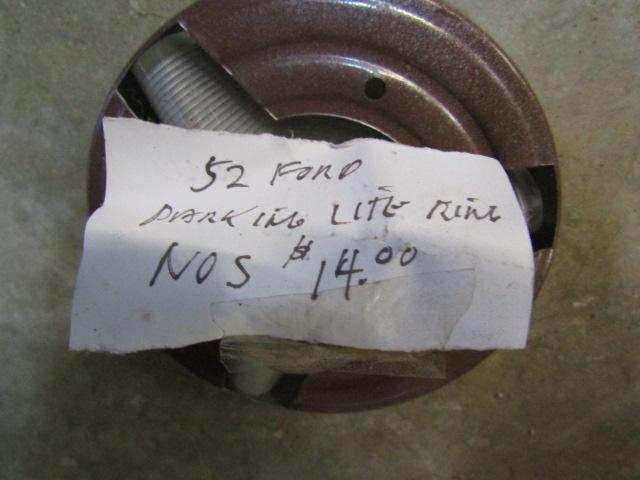 52 FORD
PARKING LITE RING
NOS $14.00